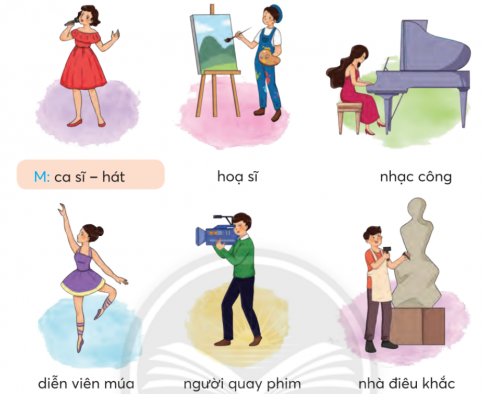 M: ca sĩ – hát
hoạ sĩ
nhạc công
diễn viên múa
người quay phim
nhà điêu khắc